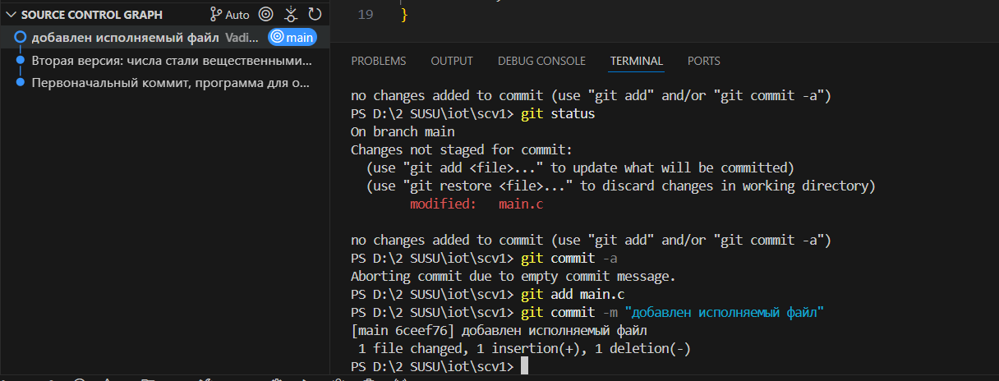 SOURCE CONTROL GRAPH Auto
добавлен исполняемый файл Vadi... main
Вторая версия: числа стали вещественными...
Первоначальный коммит, программа для о...
19 }
PROBLEMS OUTPUT DEBUG CONSOLE TERMINAL PORTS
no changes added to commit (use "git add" and/or "git commit -a")
PS D:\2 SUSU\iot\scv1> git status
On branch main
Changes not staged for commit:
(use "git add <file>..." to update what will be committed)
(use "git restore <file>..." to discard changes in working directory)
modified: main.c
no changes added to commit (use "git add" and/or "git commit -a")
PS D:\2 SUSU\iot\scv1> git commit -a
Aborting commit due to empty commit message.
PS D:\2 SUSU\iot\scv1> git add main.c
PS D:\2 SUSU\iot\scv1> git commit -m "добавлен исполняемый файл"
[main 6ceef76] добавлен исполняемый файл
1 file changed, 1 insertion(+), 1 deletion(-)
PS D:\2 SUSU\iot\scv1>